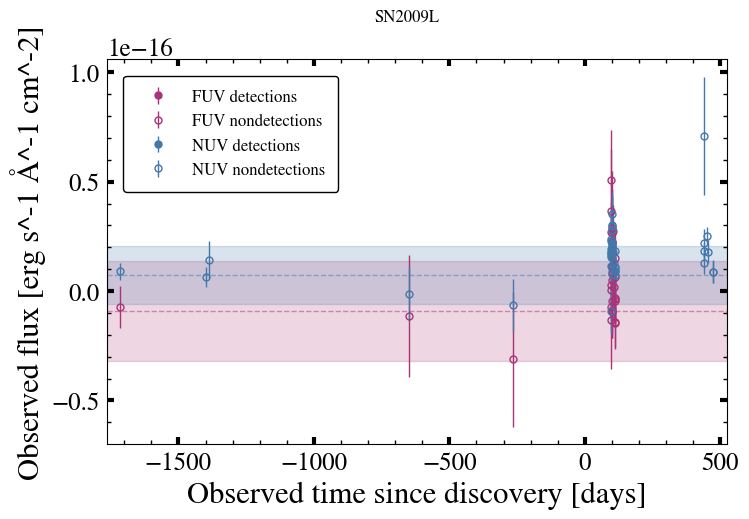 SN2009L
1e−16
FUV detections
FUV nondetections
NUV detections
NUV nondetections
1.0
0.5
0.0
−0.5
Observed flux [erg s^-1 Å^-1 cm^-2]
−1500
−1000
−500
0
500
Observed time since discovery [days]